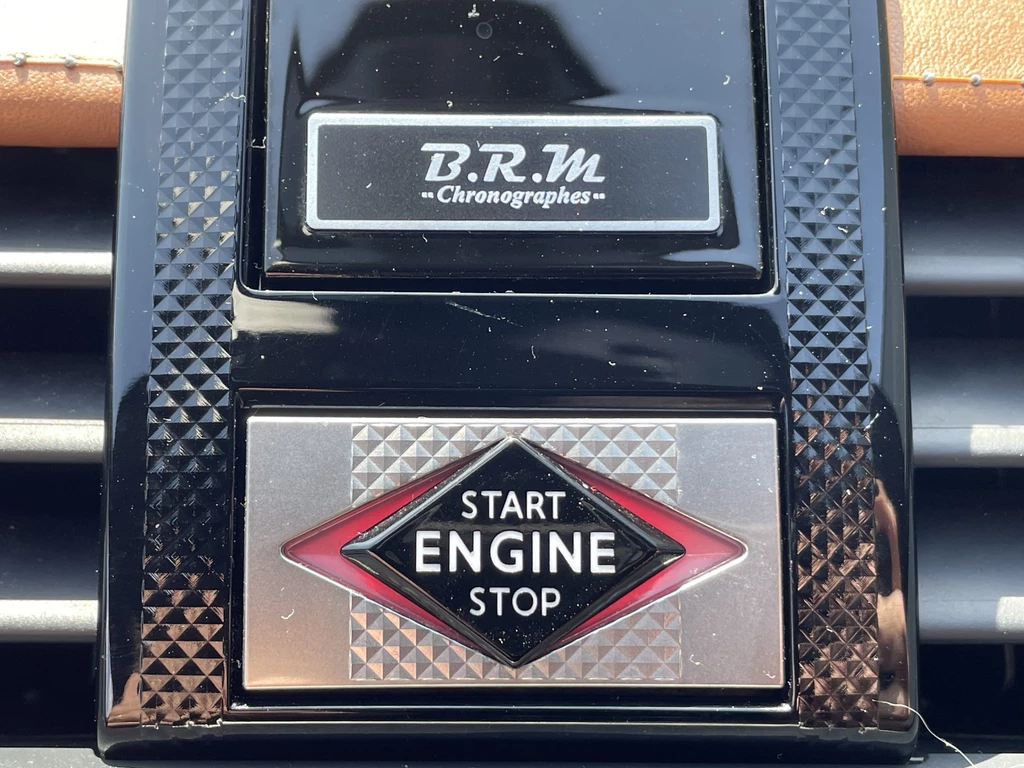 B.R.M
Chronographes
START
ENGINE
STOP